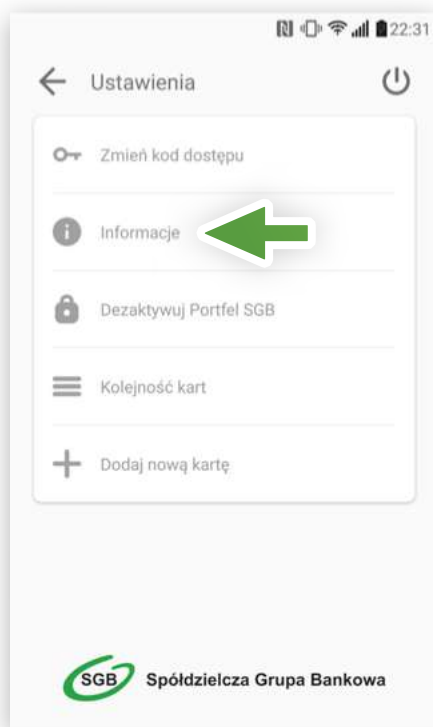 22:31
Ustawienia
Zmień kod dostępu
Informacje
Dezaktywuj Portfel SGB
Kolejność kart
Dodaj nową kartę
SGB Spółdzielcza Grupa Bankowa